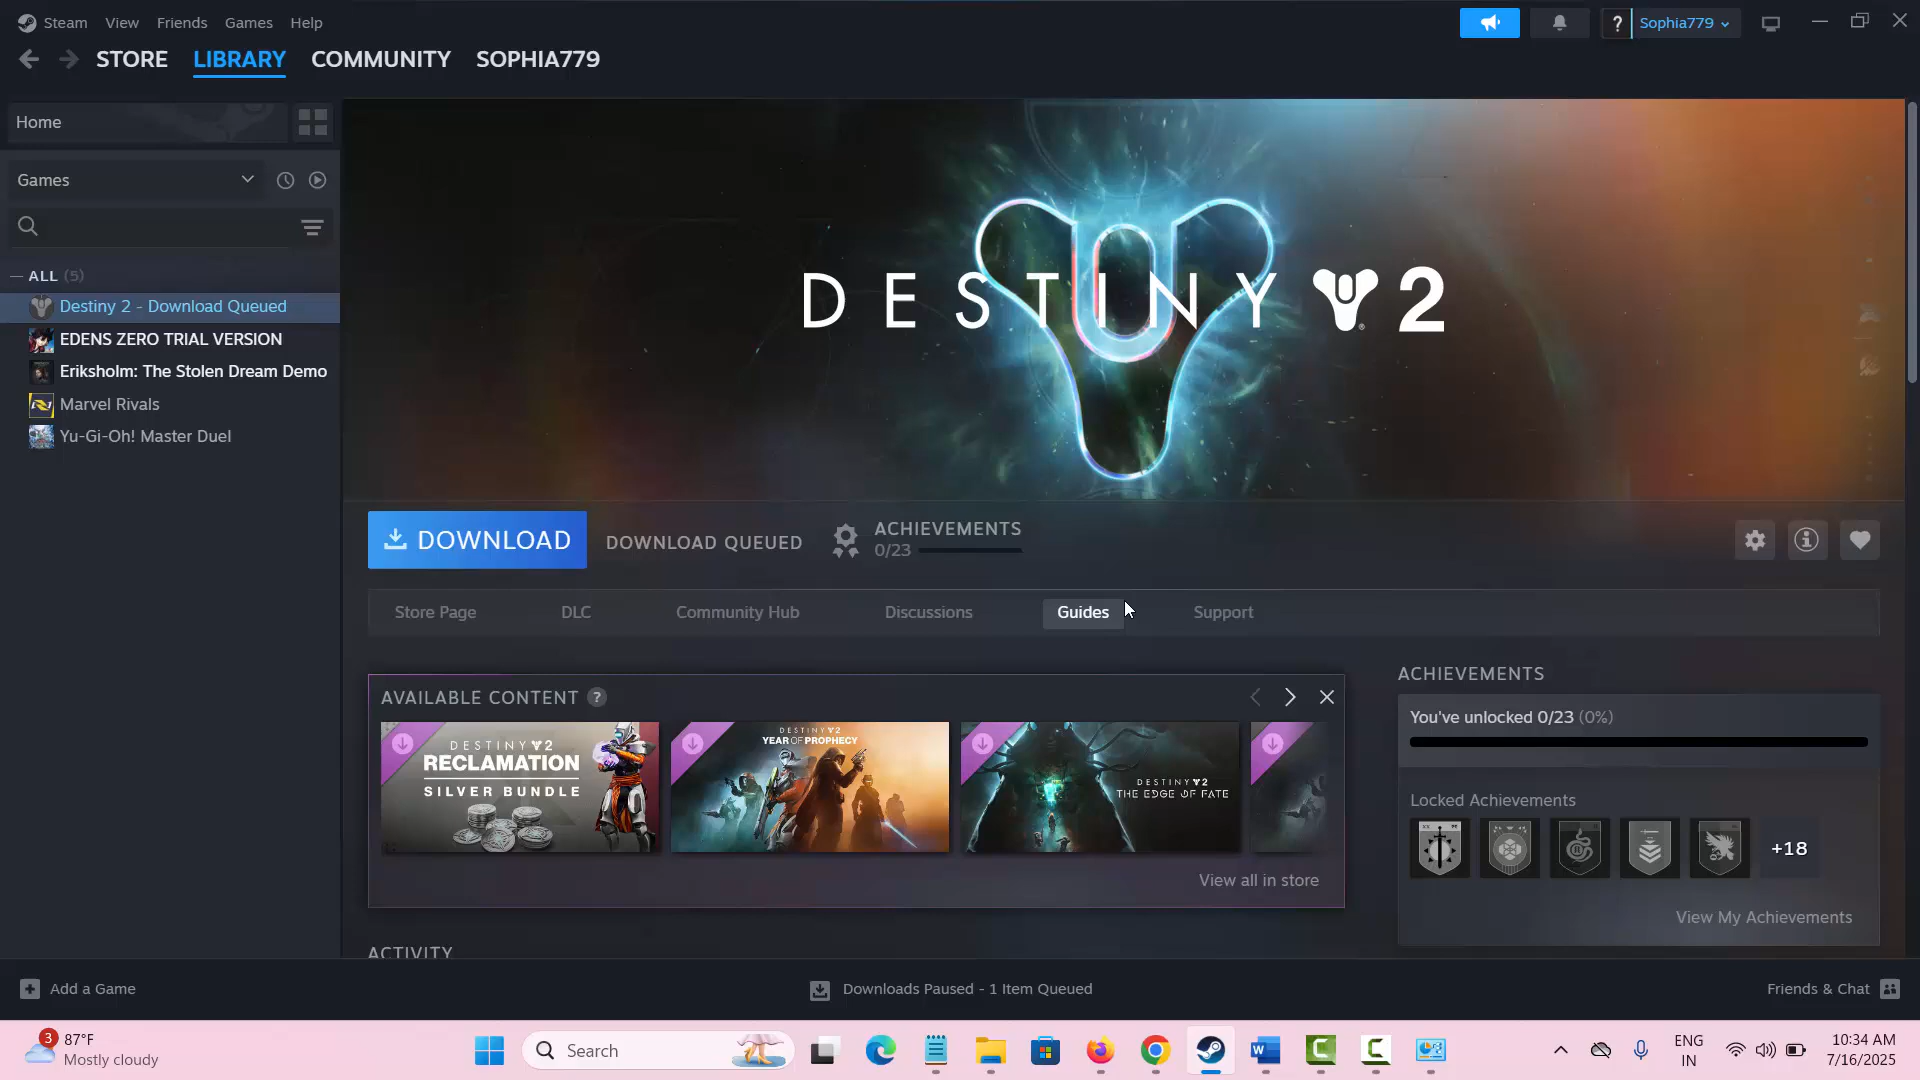 Steam View Friends Games Help
? Sophia779
STORE LIBRARY COMMUNITY SOPHIA779
Home
Games
ALL (5)
Destiny 2 - Download Queued
EDENS ZERO TRIAL VERSION
Eriksholm: The Stolen Dream Demo
Marvel Rivals
Yu-Gi-Oh! Master Duel
DESTINY 2
DOWNLOAD
DOWNLOAD QUEUED
ACHIEVEMENTS
0/23
Store Page DLC Community Hub Discussions Guides Support
AVAILABLE CONTENT ?
DESTINY 2
RECLAMATION
SILVER BUNDLE
DESTINY 2
YEAR OF PROPHECY
DESTINY 2
THE EDGE OF FATE
View all in store
ACHIEVEMENTS
You've unlocked 0/23 (0%)
Locked Achievements
+18
View My Achievements
ACTIVITY
Add a Game
Downloads Paused - 1 Item Queued
Friends & Chat
3
87°F
Mostly cloudy
Search
ENG
IN
10:34 AM
7/16/2025